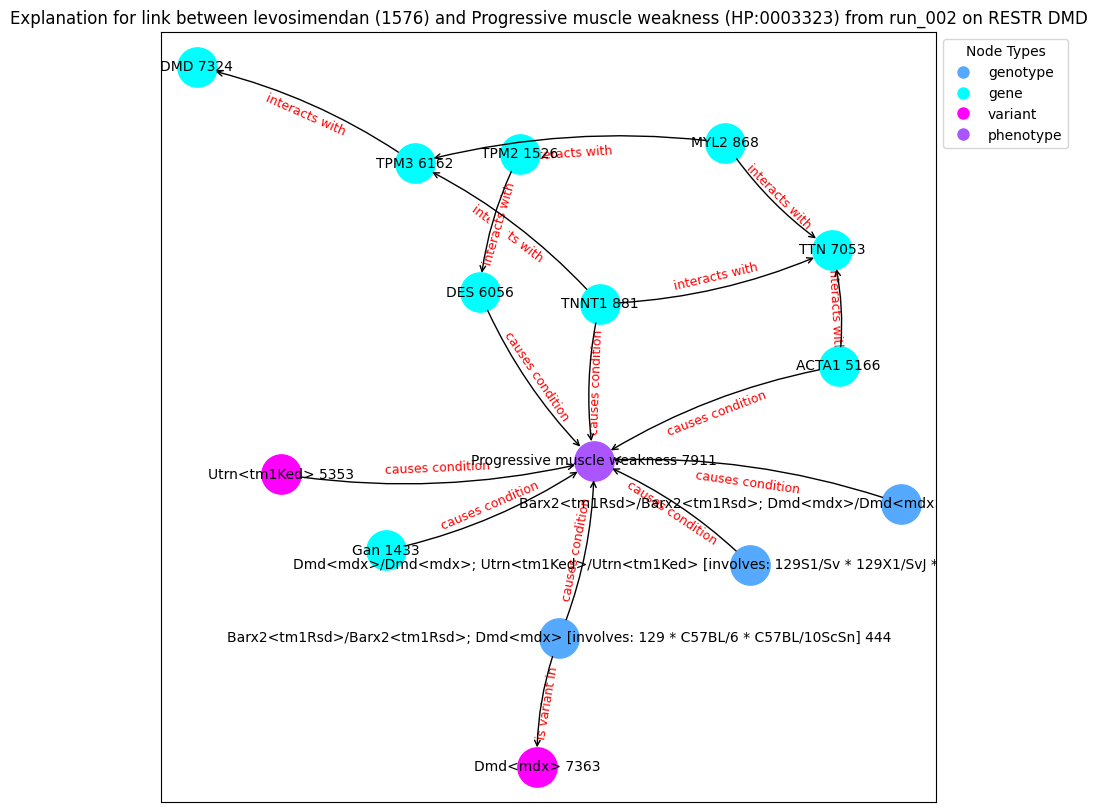 Explanation for link between levosimendan (1576) and Progressive muscle weakness (HP:0003323) from run_002 on RESTR DMD
Node Types
genotype
gene
variant
phenotype
DMD 7324
interacts with
MYL2 868
TPM2 1526
TPM3 6162
interacts with
interacts with
interacts with
TTN 7053
interacts with
DES 6056
TNNT1 881
interacts with
ACTA1 5166
causes condition
causes condition
causes condition
Progressive muscle weakness 7911
Utrn<tm1Ked> 5353
causes condition
causes condition
Barx2<tm1Rsd>/Barx2<tm1Rsd>; Dmd<mdx>/Dmd<mdx
causes condition
causes condition
Gan 1433
Dmd<mdx>/Dmd<mdx>; Utrn<tm1Ked>/Utrn<tm1Ked> [involves: 129S1/Sv * 129X1/SvJ *
causes condition
Barx2<tm1Rsd>/Barx2<tm1Rsd>; Dmd<mdx> [involves: 129 * C57BL/6 * C57BL/10ScSn] 444
is variant in
Dmd<mdx> 7363